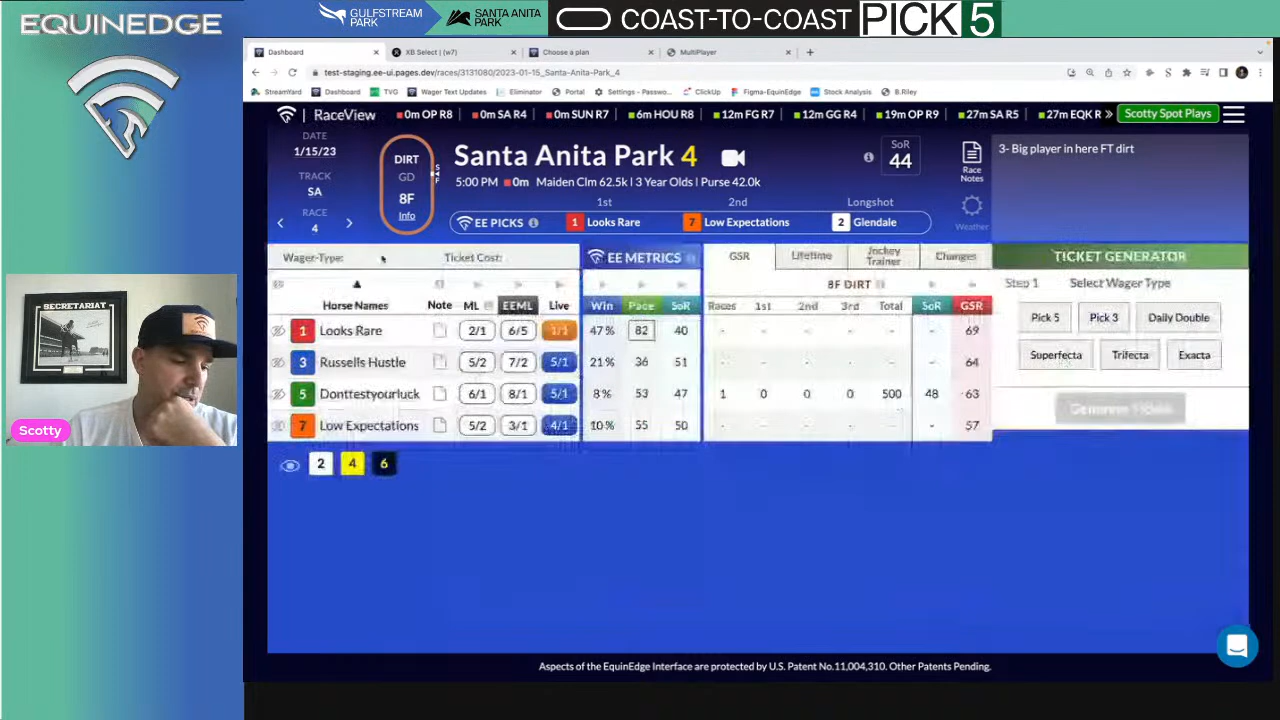 EQUINEDGE
GULFSTREAM PARK
SANTA ANITA PARK
COAST-TO-COAST PICK 5
Dashboard
XB Select | (w7)
Choose a plan
MultiPlayer
test-staging.ee-ui.pages.dev/races/3131080/2023-01-15_Santa-Anita-Park_4
StreamYard
Dashboard
TVG
Wager Text Updates
Eliminator
Portal
Settings - Passwo...
ClickUp
Figma-EquinEdge
Stock Analysis
B.Riley
RaceView
0m OP R8
0m SA R4
0m SUN R7
6m HOU R8
12m FG R7
12m GG R4
19m OP R9
27m SA R5
27m EQK R
Scotty Spot Plays
DATE
1/15/23
TRACK
SA
RACE
4
DIRT
GD
8F
Info
Santa Anita Park 4
5:00 PM 0m Maiden Clm 62.5k | 3 Year Olds | Purse 42.0k
SoR
44
Race Notes
Weather
3- Big player in here FT dirt
1st 2nd Longshot
EE PICKS 1 Looks Rare 7 Low Expectations 2 Glendale
Wager-Type: Ticket Cost:
EE METRICS
GSR Lifetime Jockey Trainer Changes
8F DIRT
Horse Names Note ML EEML Live Win Pace SoR Races 1st 2nd 3rd Total SoR GSR
1 Looks Rare 2/1 6/5 1/1 47% 82 40 - - - - - - 69
3 Russells Hustle 5/2 7/2 5/1 21% 36 51 - - - - - - 64
5 Donttestyourluck 6/1 8/1 5/1 8% 53 47 1 0 0 0 500 48 63
7 Low Expectations 5/2 3/1 4/1 10% 55 50 - - - - - - 57
2 4 6
TICKET GENERATOR
Step 1 Select Wager Type
Pick 5 Pick 3 Daily Double
Superfecta Trifecta Exacta
SECRETARIAT
Scotty
Aspects of the EquinEdge Interface are protected by U.S. Patent No.11,004,310. Other Patents Pending.